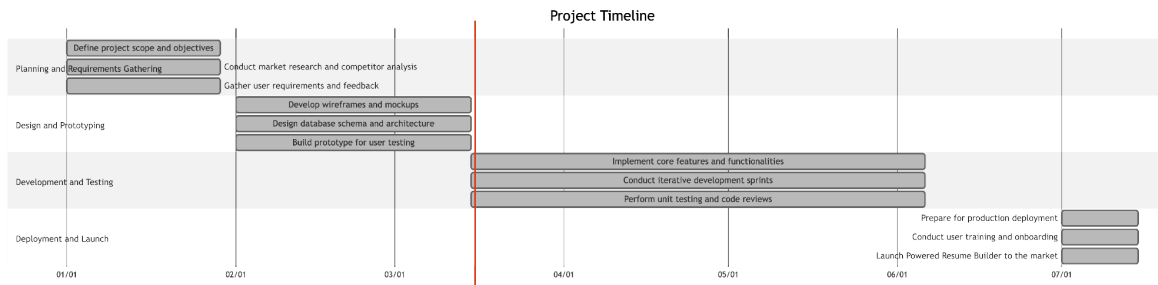 Project Timeline
Define project scope and objectives
Planning and Requirements Gathering
Conduct market research and competitor analysis
Gather user requirements and feedback
Develop wireframes and mockups
Design and Prototyping
Design database schema and architecture
Build prototype for user testing
Implement core features and functionalities
Development and Testing
Conduct iterative development sprints
Perform unit testing and code reviews
Prepare for production deployment
Deployment and Launch
Conduct user training and onboarding
Launch Powered Resume Builder to the market
01/01 02/01 03/01 04/01 05/01 06/01 07/01